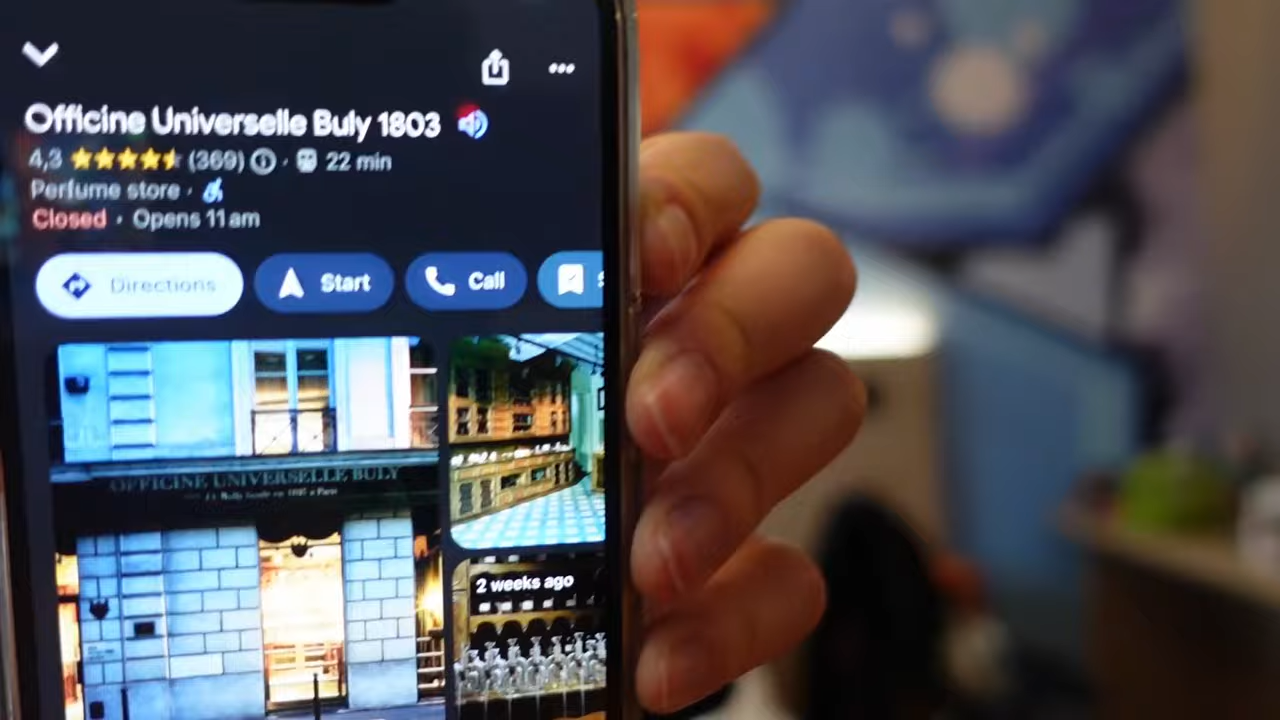 Officine Universelle Buly 1803
4,3 (369) · 22 min
Perfume store ·
Closed · Opens 11 am
Directions Start Call
OFFICINE UNIVERSELLE BULY
2 weeks ago